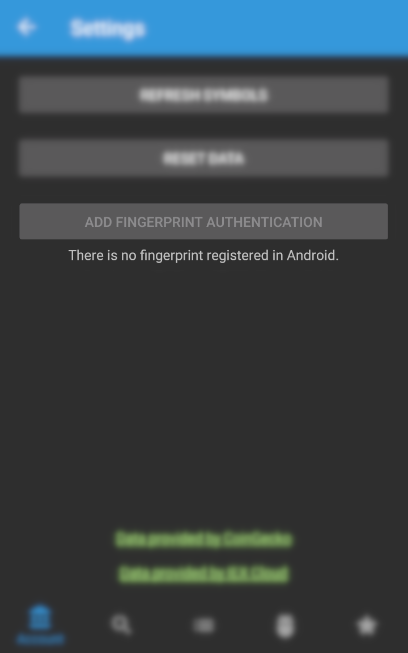 Settings
REFRESH SYMBOLS
RESET DATA
ADD FINGERPRINT AUTHENTICATION
There is no fingerprint registered in Android.
Data provided by CoinGecko
Data provided by IEX Cloud
Account